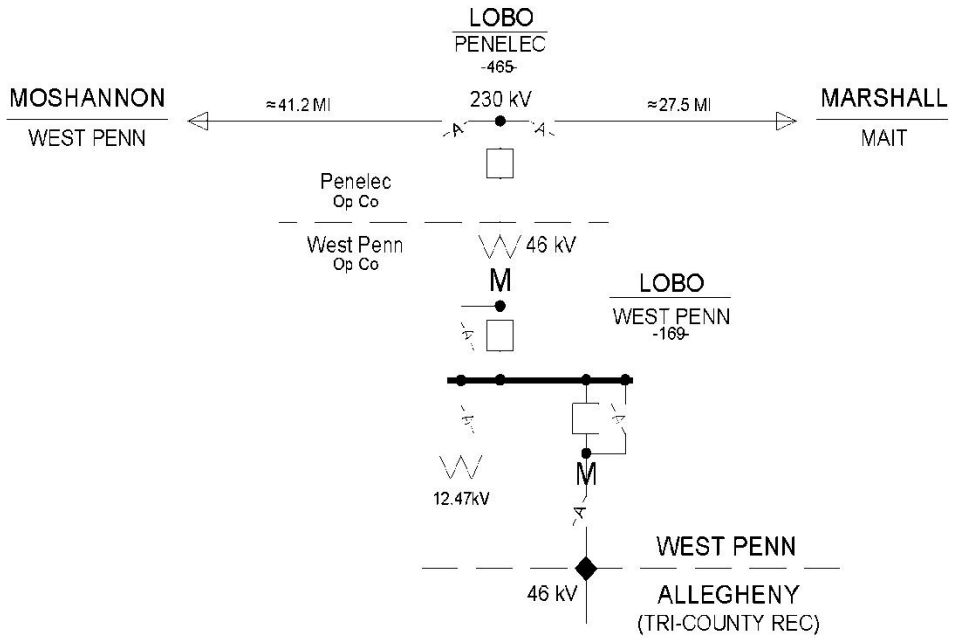 LOBO
PENELEC
-465-
MOSHANNON
WEST PENN
≈41.2 MI
230 kV
≈27.5 MI
MARSHALL
MAIT
A
A
Penelec
Op Co
West Penn
Op Co
46 kV
M
LOBO
WEST PENN
-169-
A
A
A
12.47kV
M
A
WEST PENN
46 kV
ALLEGHENY
(TRI-COUNTY REC)